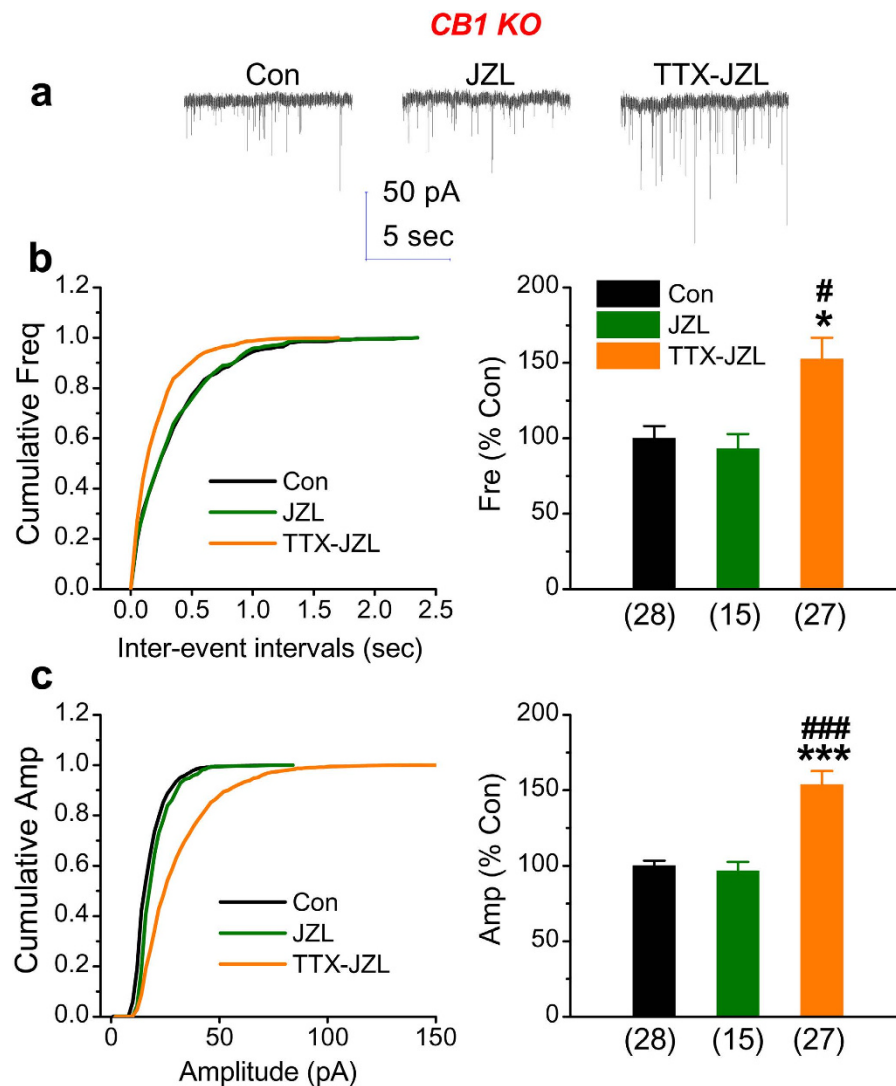 CB1 KO
a
Con
JZL
TTX-JZL
50 pA
5 sec
b
Cumulative Freq
1.2
1.0
0.8
0.6
0.4
0.2
0.0
Con
JZL
TTX-JZL
0.0 0.5 1.0 1.5 2.0 2.5
Inter-event intervals (sec)
Fre (% Con)
200
150
100
50
0
Con
JZL
TTX-JZL
#
*
(28) (15) (27)
c
Cumulative Amp
1.2
1.0
0.8
0.6
0.4
0.2
0.0
Con
JZL
TTX-JZL
0 50 100 150
Amplitude (pA)
Amp (% Con)
200
150
100
50
0
###
***
(28) (15) (27)